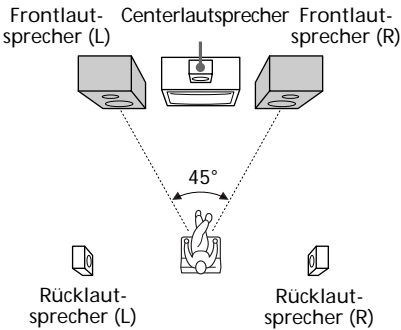 Frontlaut-
sprecher (L)
Centerlautsprecher
Frontlaut-
sprecher (R)
45°
Rücklaut-
sprecher (L)
Rücklaut-
sprecher (R)